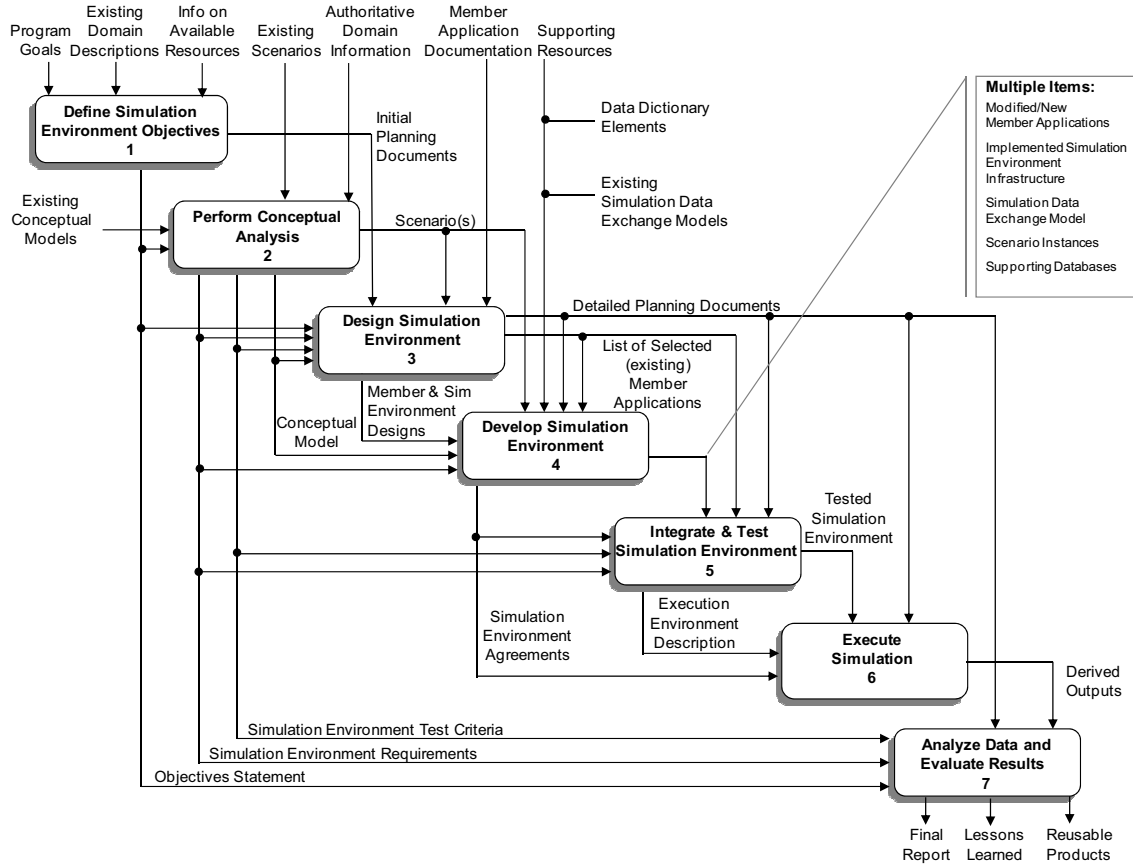 Program
Goals
Existing
Domain
Descriptions
Info on
Available
Resources
Existing
Scenarios
Authoritative
Domain
Information
Member
Application
Documentation
Supporting
Resources
Define Simulation
Environment Objectives
1
Initial
Planning
Documents
Data Dictionary
Elements
Existing
Simulation Data
Exchange Models
Multiple Items:
Modified/New
Member Applications
Implemented Simulation
Environment
Infrastructure
Simulation Data
Exchange Model
Scenario Instances
Supporting Databases
Existing
Conceptual
Models
Perform Conceptual
Analysis
2
Scenario(s)
Design Simulation
Environment
3
Detailed Planning Documents
List of Selected
(existing)
Member
Applications
Member & Sim
Environment
Designs
Conceptual
Model
Develop Simulation
Environment
4
Integrate & Test
Simulation Environment
5
Tested
Simulation
Environment
Simulation
Environment
Agreements
Execution
Environment
Description
Execute
Simulation
6
Derived
Outputs
Simulation Environment Test Criteria
Simulation Environment Requirements
Objectives Statement
Analyze Data and
Evaluate Results
7
Final
Report
Lessons
Learned
Reusable
Products